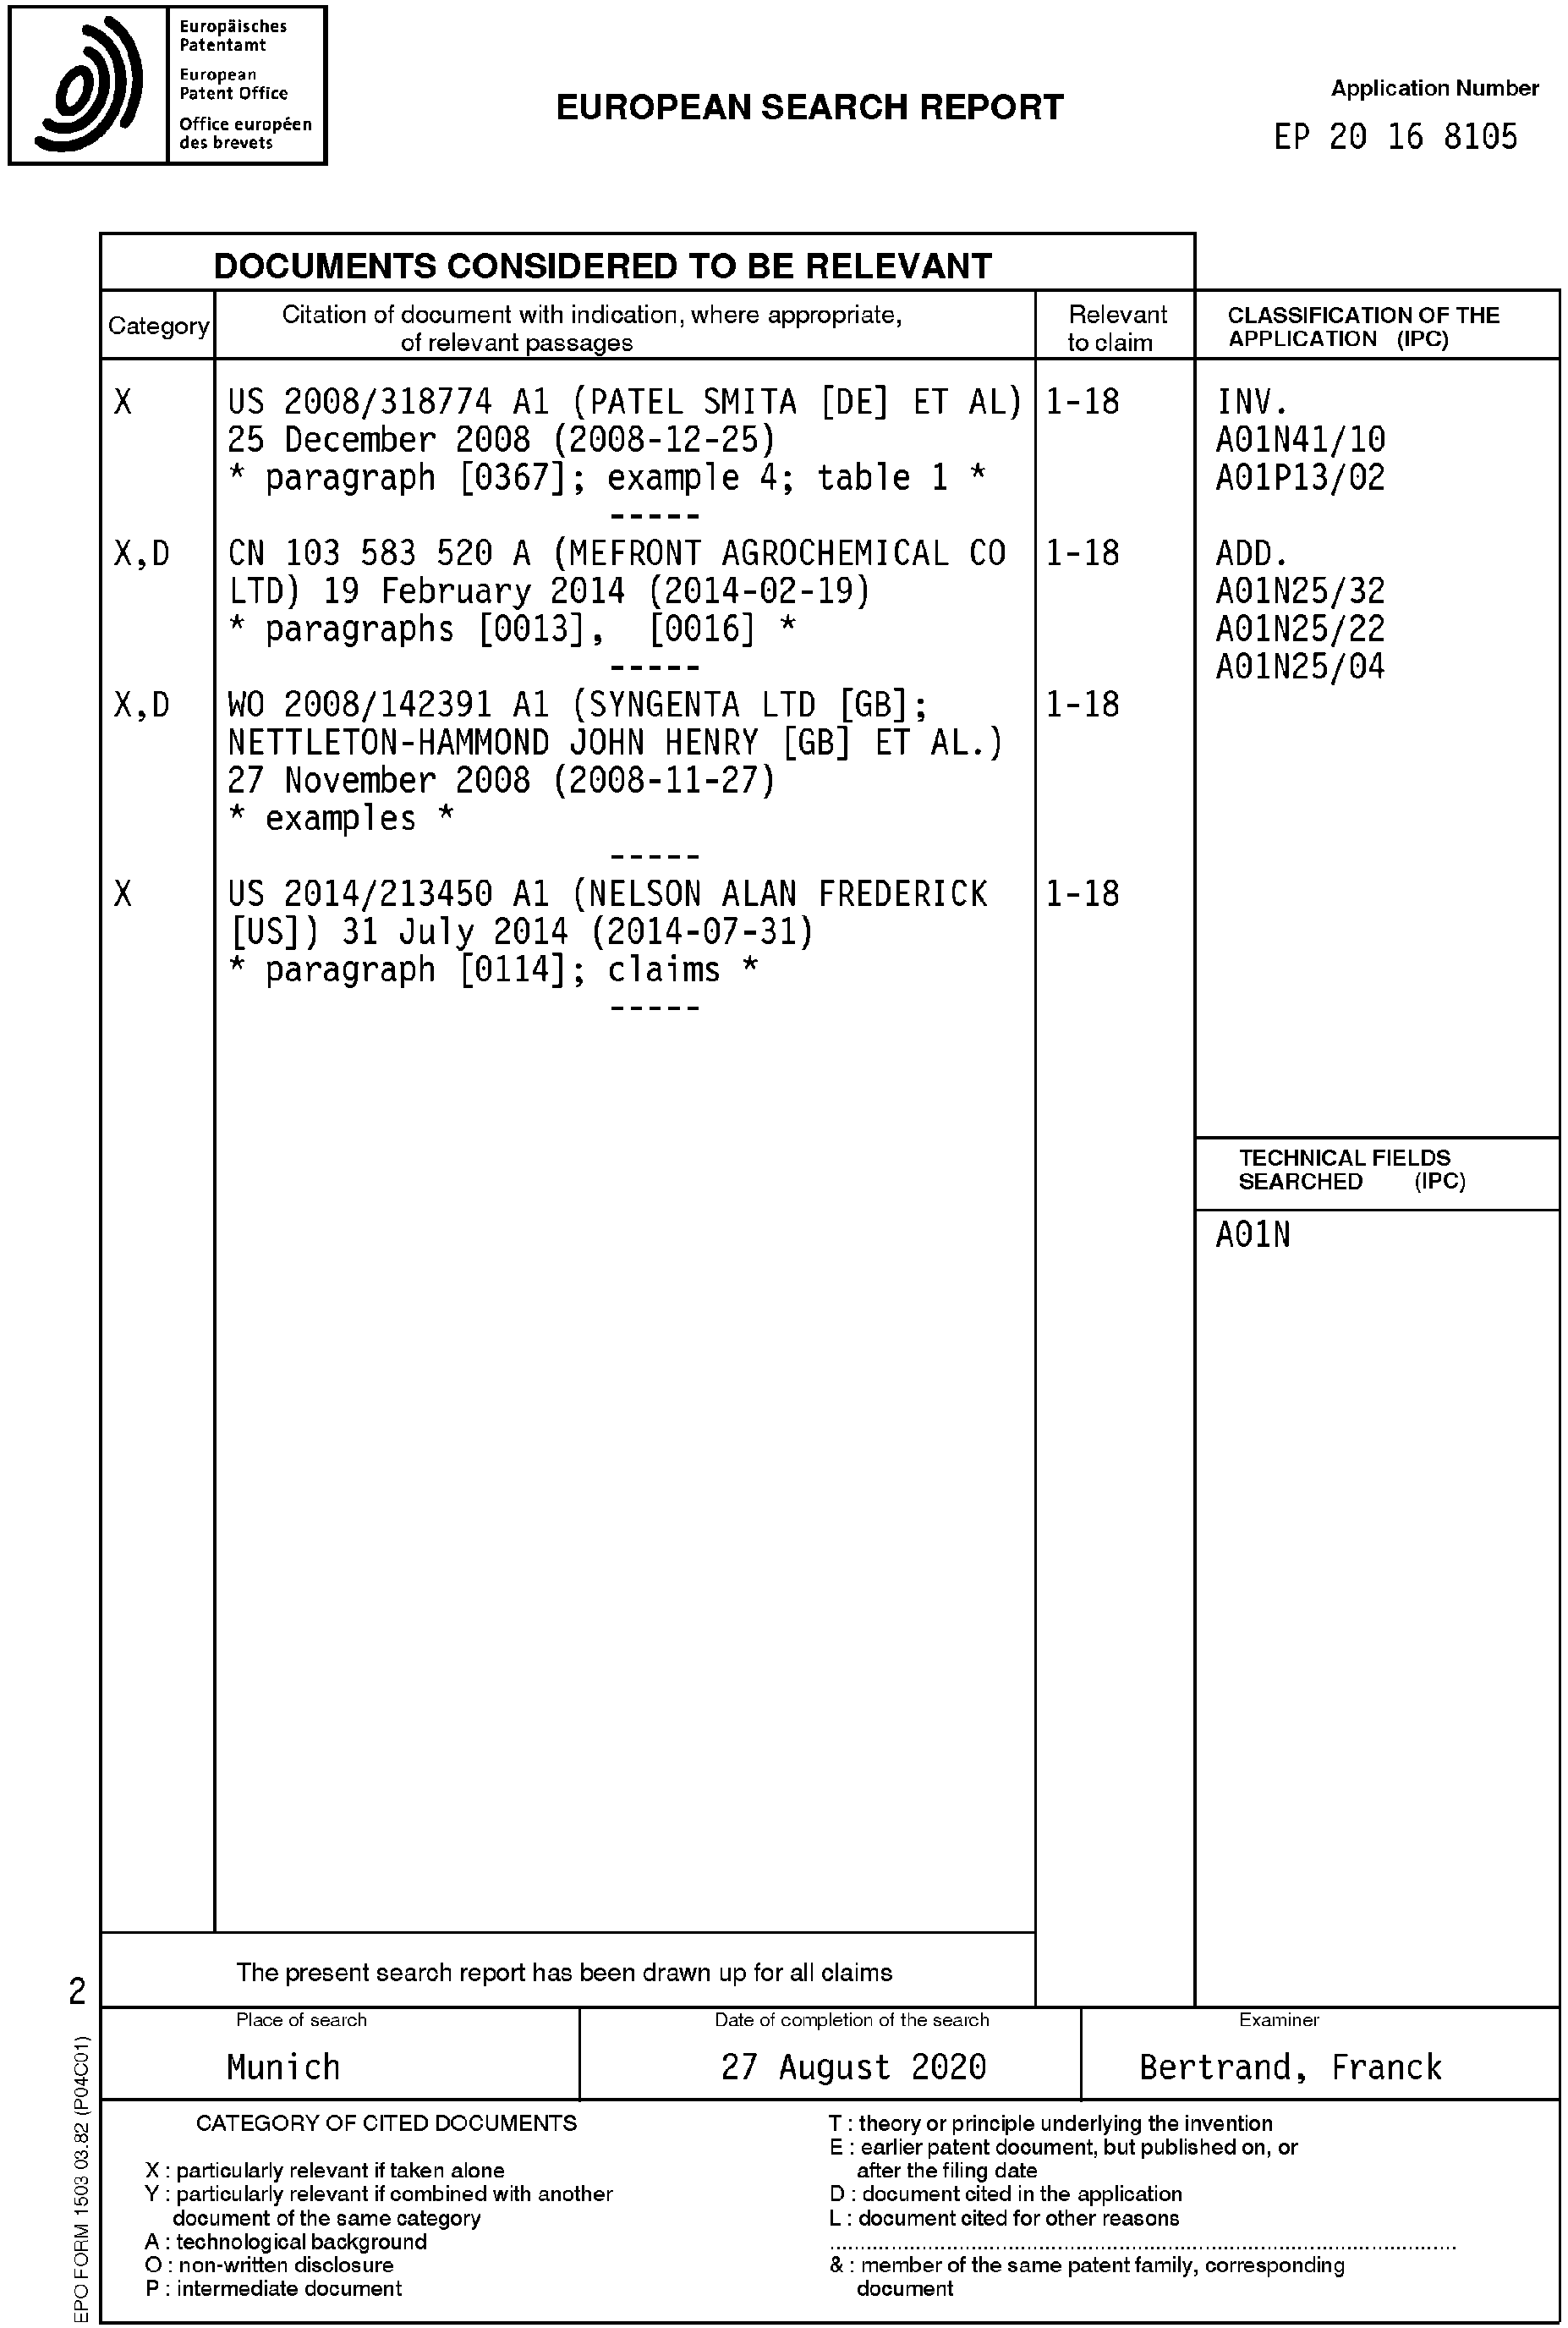 Europäisches
Patentamt
European
Patent Office
Office européen
des brevets
EUROPEAN SEARCH REPORT
Application Number
EP 20 16 8105
DOCUMENTS CONSIDERED TO BE RELEVANT
Category
Citation of document with indication, where appropriate,
of relevant passages
Relevant
to claim
CLASSIFICATION OF THE
APPLICATION (IPC)
X
US 2008/318774 A1 (PATEL SMITA [DE] ET AL)
25 December 2008 (2008-12-25)
* paragraph [0367]; example 4; table 1 *
-----
1-18
X,D
CN 103 583 520 A (MEFRONT AGROCHEMICAL CO
LTD) 19 February 2014 (2014-02-19)
* paragraphs [0013], [0016] *
-----
1-18
X,D
WO 2008/142391 A1 (SYNGENTA LTD [GB];
NETTLETON-HAMMOND JOHN HENRY [GB] ET AL.)
27 November 2008 (2008-11-27)
* examples *
-----
1-18
X
US 2014/213450 A1 (NELSON ALAN FREDERICK
[US]) 31 July 2014 (2014-07-31)
* paragraph [0114]; claims *
-----
1-18
INV.
A01N41/10
A01P13/02
ADD.
A01N25/32
A01N25/22
A01N25/04
TECHNICAL FIELDS
SEARCHED (IPC)
A01N
The present search report has been drawn up for all claims
Place of search
Munich
Date of completion of the search
27 August 2020
Examiner
Bertrand, Franck
CATEGORY OF CITED DOCUMENTS
X : particularly relevant if taken alone
Y : particularly relevant if combined with another
document of the same category
A : technological background
O : non-written disclosure
P : intermediate document
T : theory or principle underlying the invention
E : earlier patent document, but published on, or
after the filing date
D : document cited in the application
L : document cited for other reasons
& : member of the same patent family, corresponding
document
2
EPO FORM 1503 03.82 (P04C01)